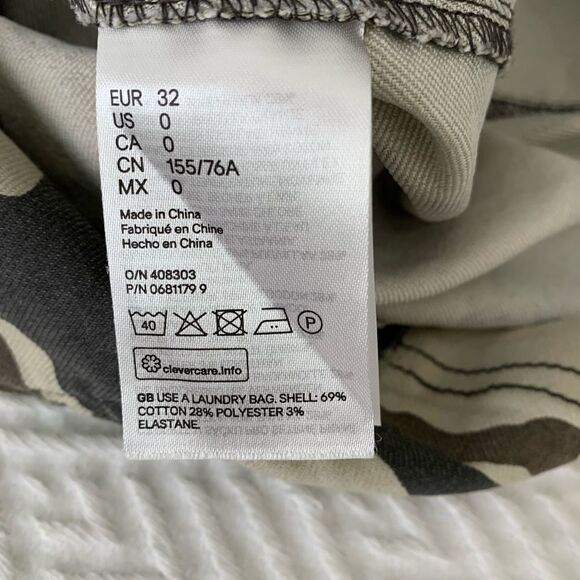 EUR 32
US 0
CA 0
CN 155/76A
MX 0
Made in China
Fabriqué en Chine
Hecho en China
O/N 408303
P/N 0681179 9
40
P
clevercare.info
GB USE A LAUNDRY BAG. SHELL: 69%
COTTON 28% POLYESTER 3%
ELASTANE.